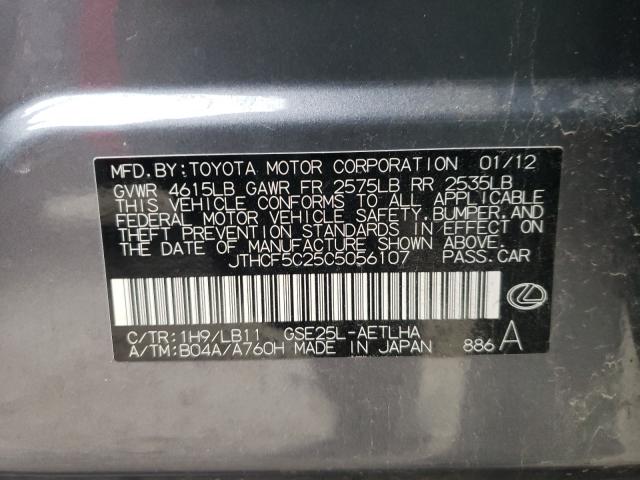 MFD.BY:TOYOTA MOTOR CORPORATION 01/12
GVWR 4615LB GAWR FR 2575LB RR 2535LB
THIS VEHICLE CONFORMS TO ALL APPLICABLE
FEDERAL MOTOR VEHICLE SAFETY,BUMPER,AND
THEFT PREVENTION STANDARDS IN EFFECT ON
THE DATE OF MANUFACTURE SHOWN ABOVE.
JTHCF5C25C5056107 PASS.CAR
C/TR:1H9/LB11 GSE25L-AETLHA
A/TM:B04A/A760H MADE IN JAPAN 886 A